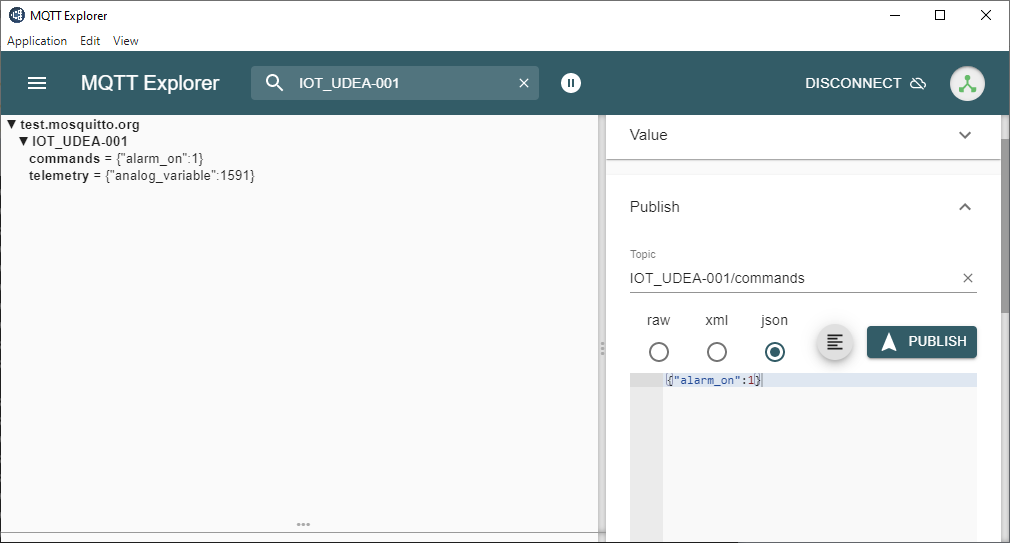 MQTT Explorer
Application Edit View
MQTT Explorer
IOT_UDEA-001
DISCONNECT
▼ test.mosquitto.org
▼ IOT_UDEA-001
commands = {"alarm_on":1}
telemetry = {"analog_variable":1591}
Value
Publish
Topic
IOT_UDEA-001/commands
raw xml json
PUBLISH
{"alarm_on":1}